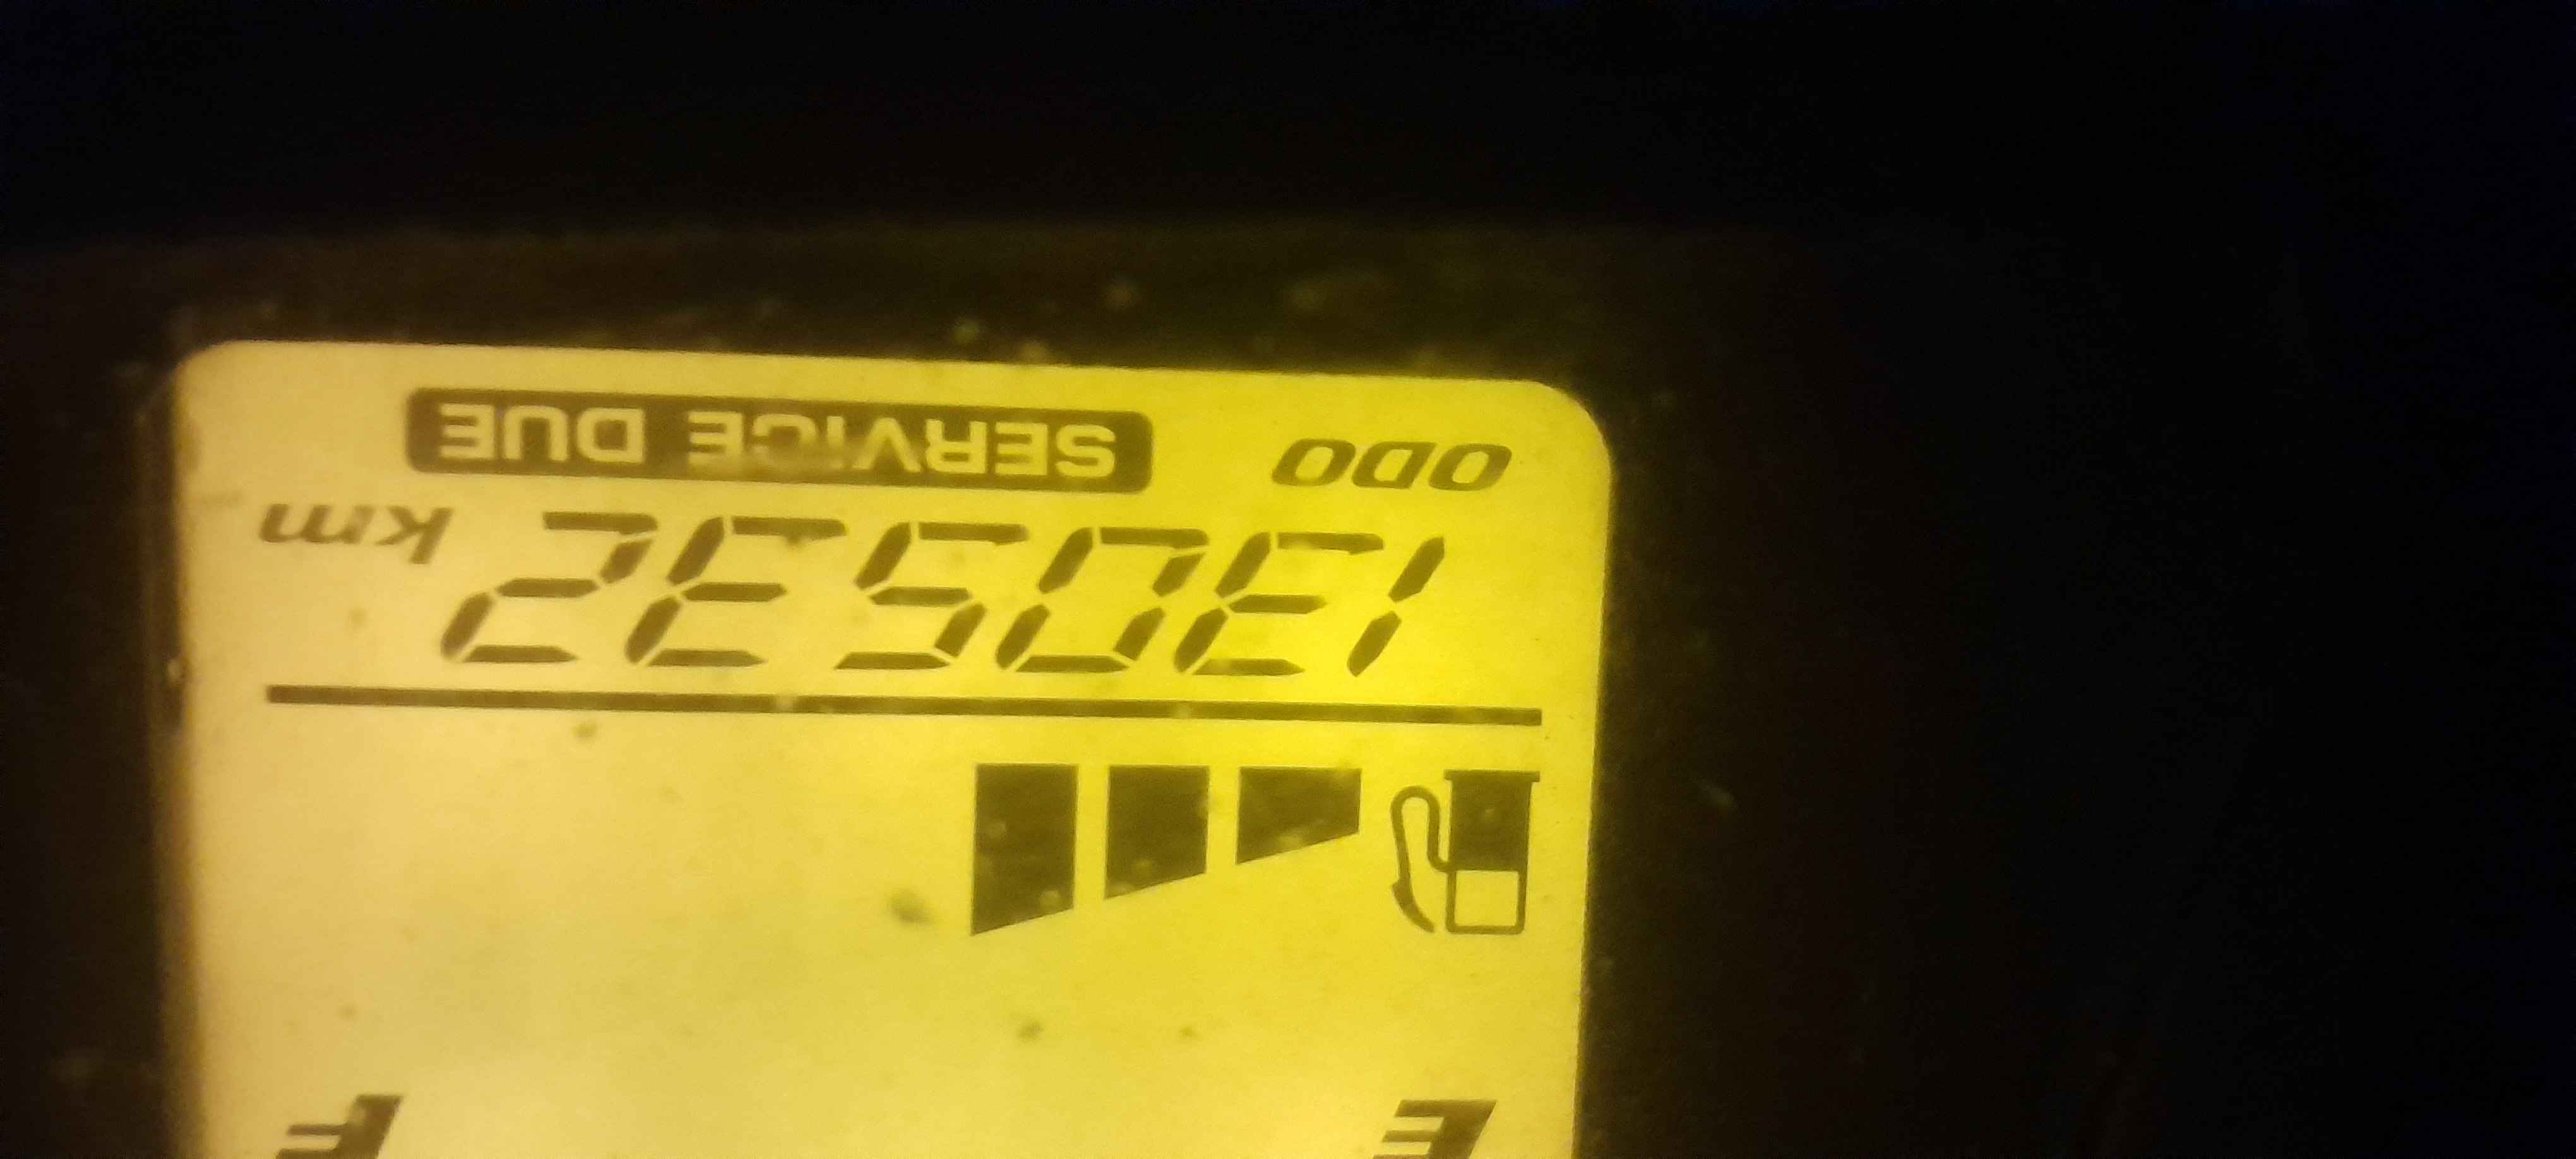 E F
130532 km
ODO SERVICE DUE